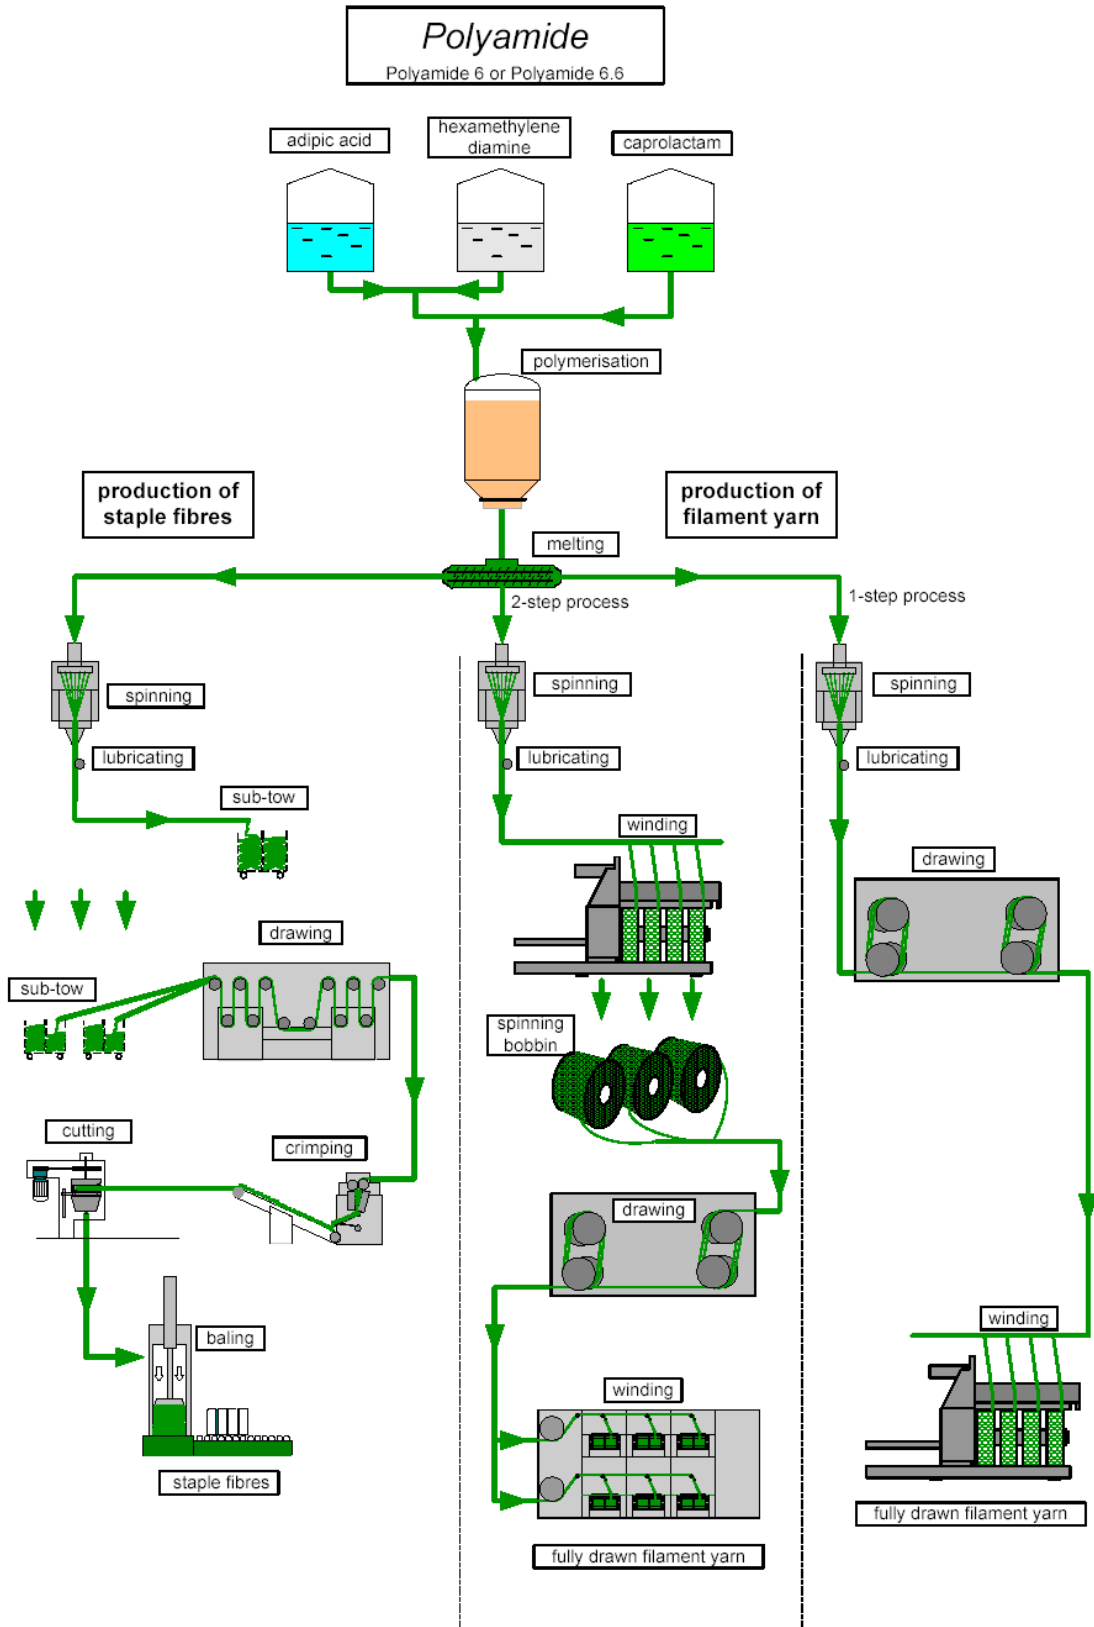 Polyamide
Polyamide 6 or Polyamide 6.6
adipic acid
hexamethylene
diamine
caprolactam
polymerisation
production of
staple fibres
production of
filament yarn
melting
2-step process
1-step process
spinning
spinning
spinning
lubricating
lubricating
lubricating
sub-tow
winding
drawing
drawing
sub-tow
spinning
bobbin
cutting
crimping
drawing
baling
winding
winding
staple fibres
fully drawn filament yarn
fully drawn filament yarn